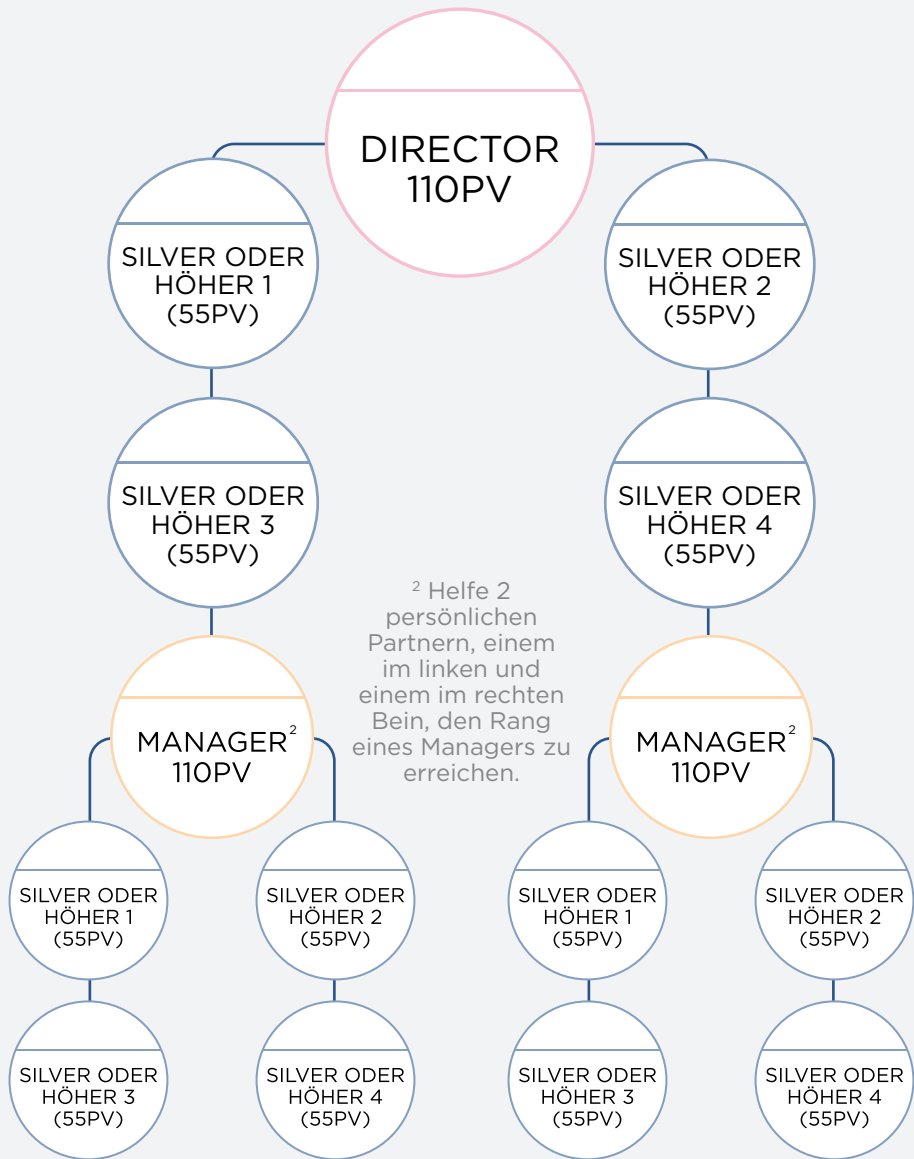 DIRECTOR
110PV
SILVER ODER
HÖHER 1
(55PV)
SILVER ODER
HÖHER 2
(55PV)
SILVER ODER
HÖHER 3
(55PV)
SILVER ODER
HÖHER 4
(55PV)
² Helfe 2
persönlichen
Partnern, einem
im linken und
einem im rechten
Bein, den Rang
eines Managers zu
erreichen.
MANAGER²
110PV
MANAGER²
110PV
SILVER ODER
HÖHER 1
(55PV)
SILVER ODER
HÖHER 2
(55PV)
SILVER ODER
HÖHER 1
(55PV)
SILVER ODER
HÖHER 2
(55PV)
SILVER ODER
HÖHER 3
(55PV)
SILVER ODER
HÖHER 4
(55PV)
SILVER ODER
HÖHER 3
(55PV)
SILVER ODER
HÖHER 4
(55PV)